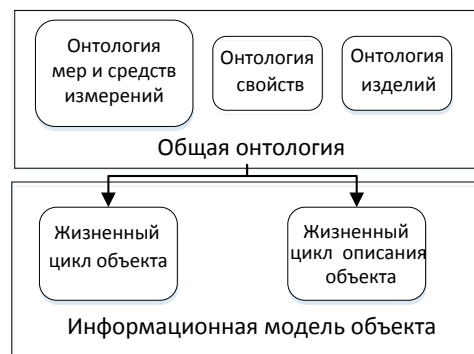 Онтология
мер и средств
измерений
Онтология
свойств
Онтология
изделий
Общая онтология
Жизненный
цикл объекта
Жизненный
цикл описания
объекта
Информационная модель объекта